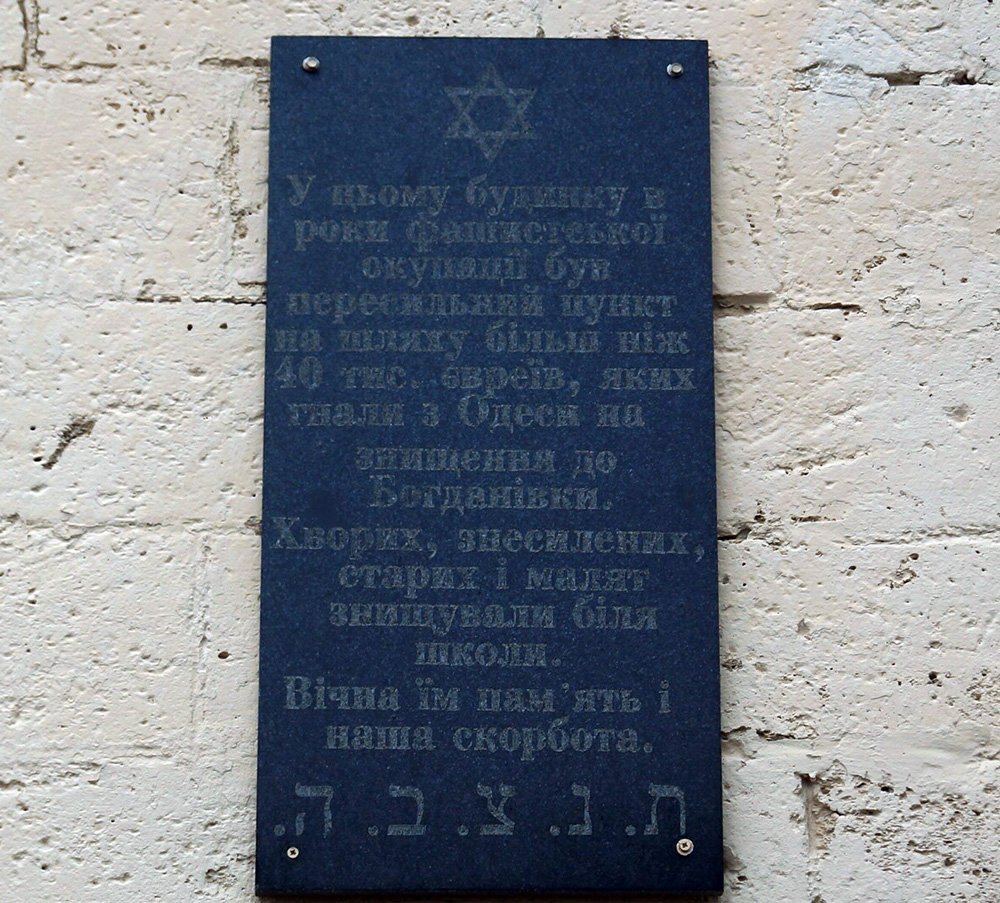 У цьому будинку в
роки фашистської
окупації був
пересильний пункт
на шляху більш ніж
40 тис. євреїв, яких
гнали з Одеси на
знищення до
Богданівки.
Хворих, знесилених,
старих і малят
знищували біля
школи.
Вічна їм пам'ять і
наша скорбота.
ת. נ. צ. ב. ה.